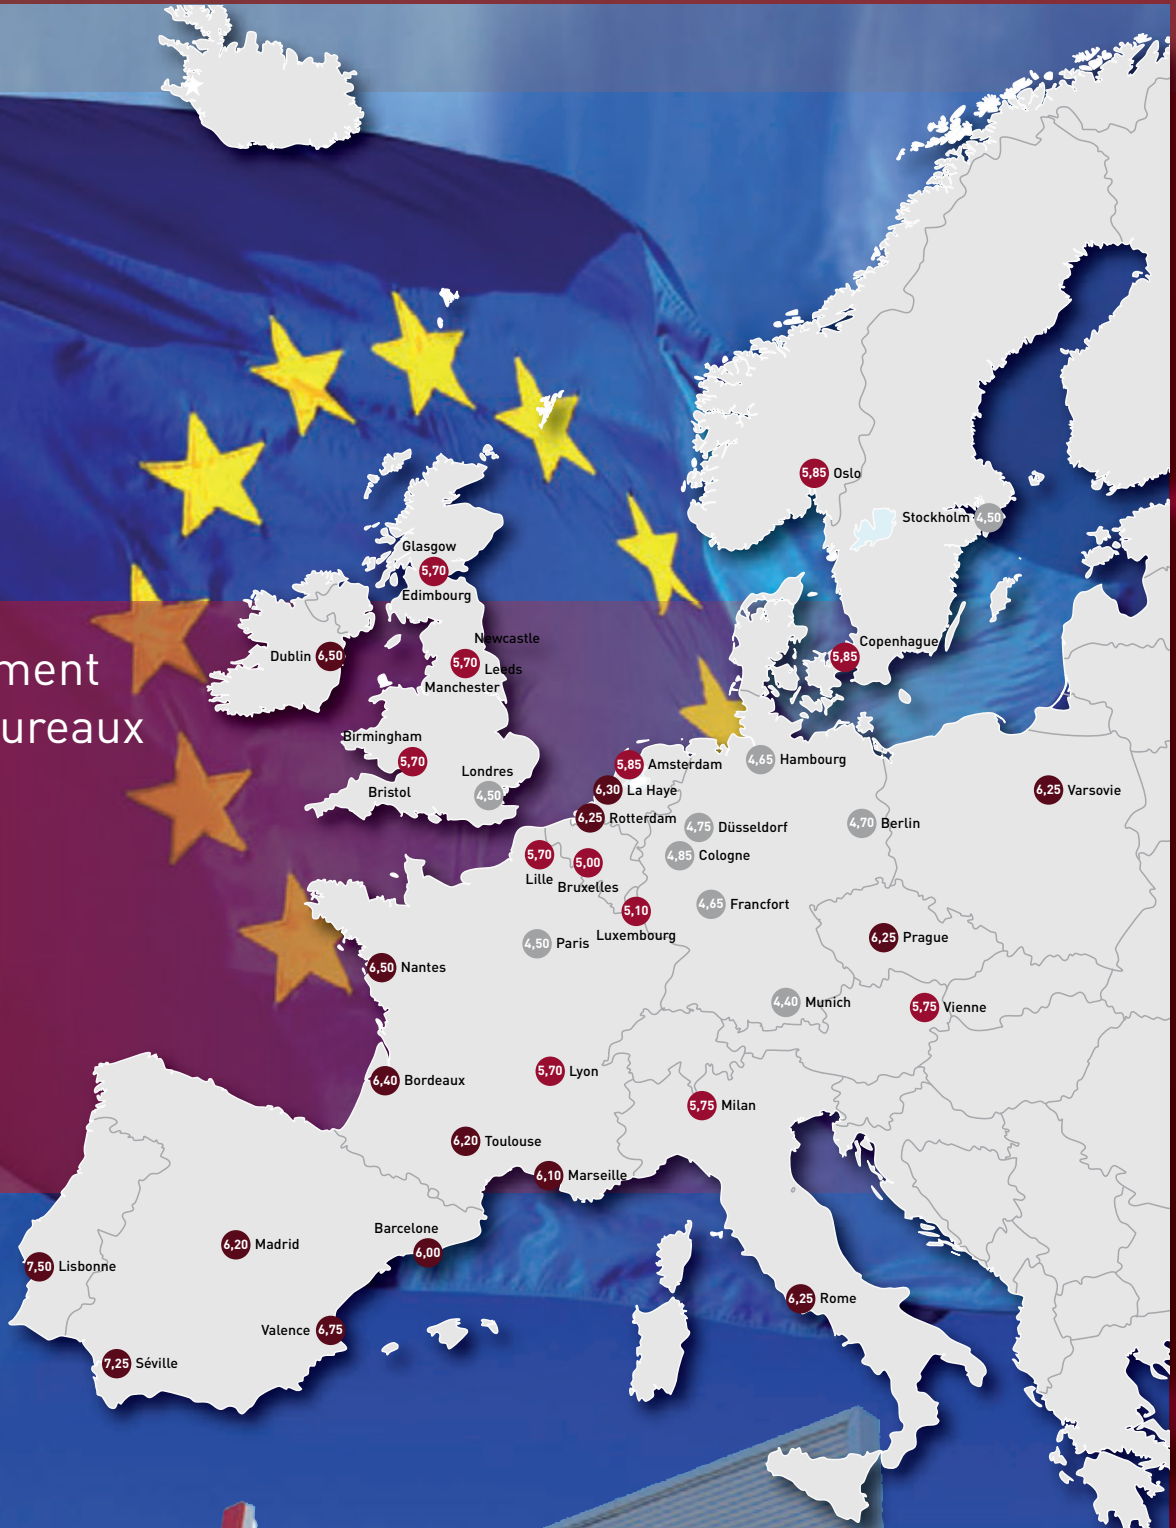 5,85 Oslo
Stockholm 4,50
Glasgow
5,70
Edimbourg
Newcastle
Dublin 6,50
5,70 Leeds
Manchester
Copenhague
5,85
ment
ureaux
Birmingham
5,70
Bristol
Londres
4,50
5,85 Amsterdam
4,65 Hambourg
6,30 La Haye
6,25 Varsovie
6,25 Rotterdam
4,75 Düsseldorf
4,70 Berlin
5,70
Lille
5,00
Bruxelles
4,85 Cologne
5,10
Luxembourg
4,65 Francfort
4,50 Paris
6,25 Prague
6,50 Nantes
4,40 Munich
5,75 Vienne
6,40 Bordeaux
5,70 Lyon
5,75 Milan
6,20 Toulouse
6,10 Marseille
Barcelone
6,00
6,20 Madrid
7,50 Lisbonne
6,25 Rome
Valence 6,75
7,25 Séville